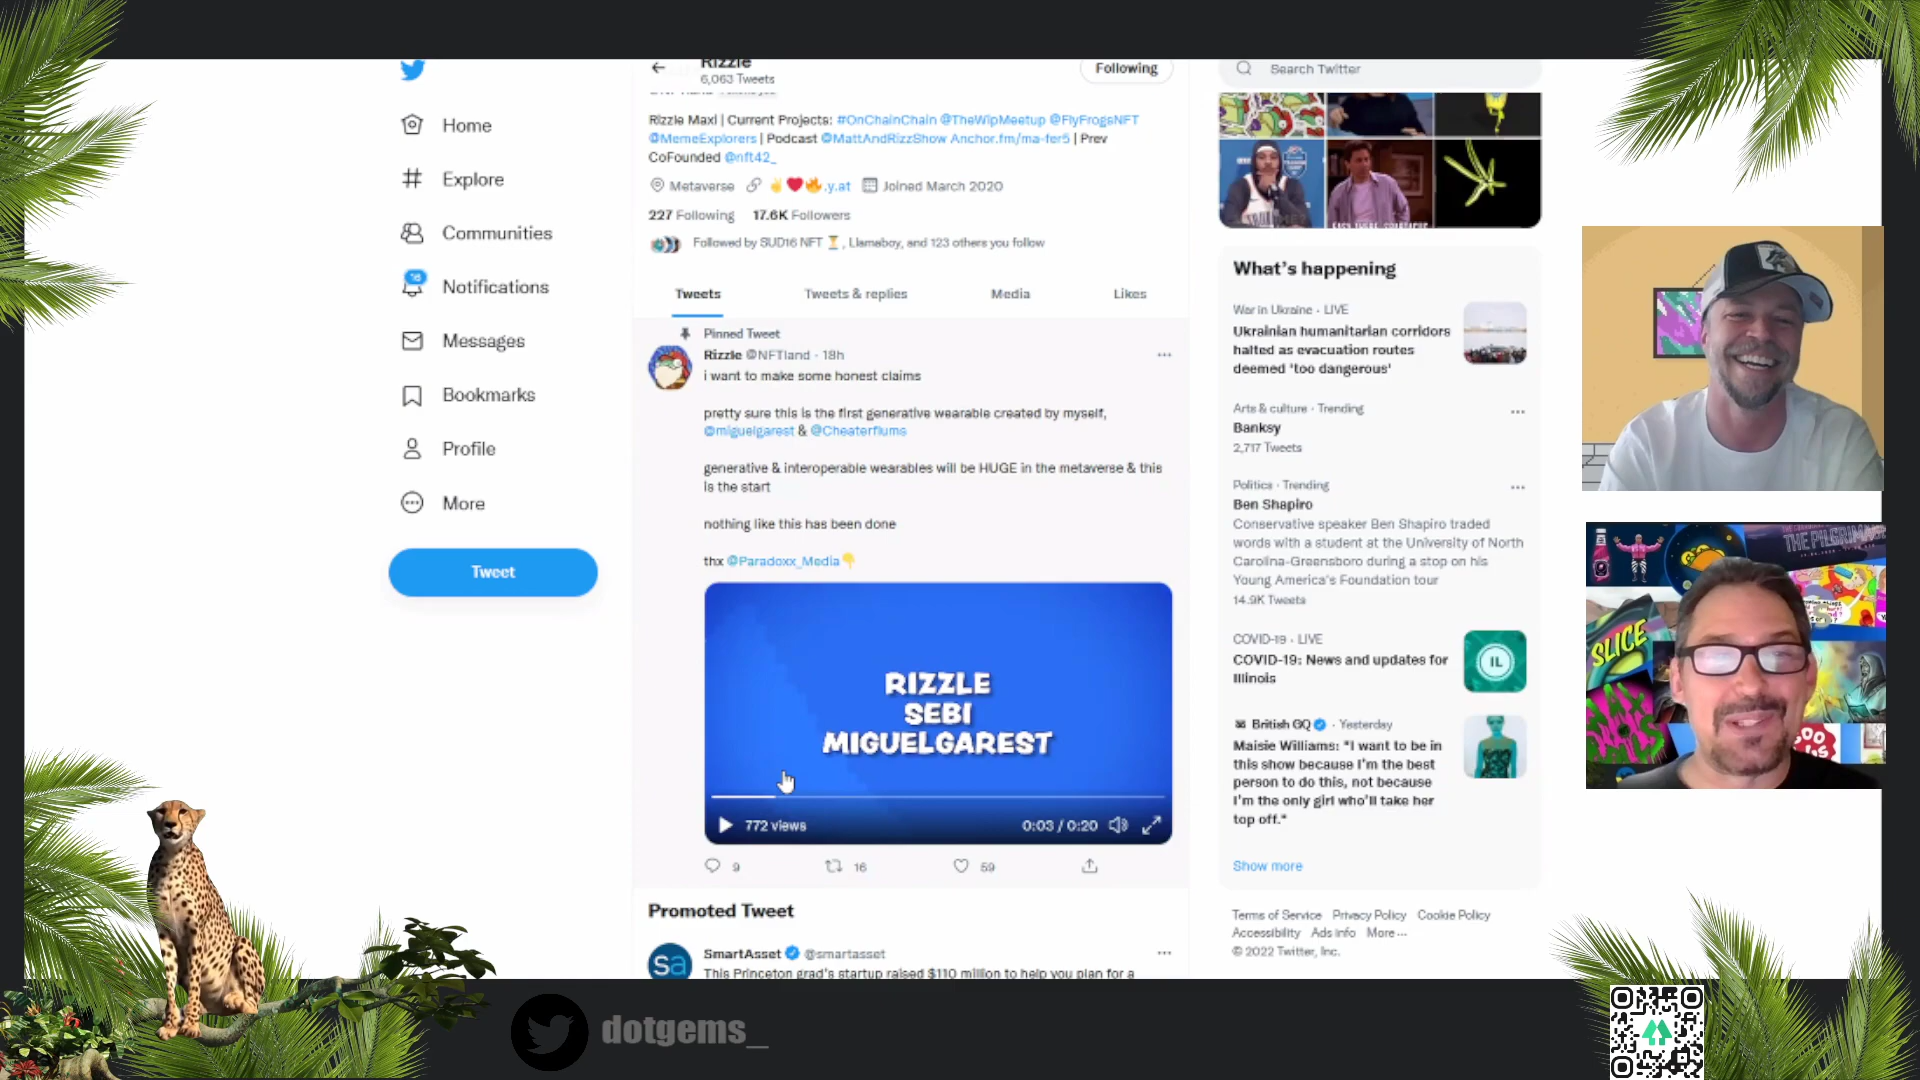 Rizzle
6,063 Tweets
Following
Search Twitter
Home
Explore
Communities
16
Notifications
Messages
Bookmarks
Profile
More
Tweet
Rizzle Maxi | Current Projects: #OnChainChain @TheWipMeetup @FlyFrogsNFT
@MemeExplorers | Podcast @MattAndRizzShow Anchor.fm/ma-fer5 | Prev
CoFounded @nft42_
Metaverse ✌️❤️🔥.y.at Joined March 2020
227 Following 17.6K Followers
Followed by SUD16 NFT ⏳, Llamaboy, and 123 others you follow
Tweets Tweets & replies Media Likes
Pinned Tweet
Rizzle @NFTland · 18h
i want to make some honest claims
pretty sure this is the first generative wearable created by myself,
@miguelgarest & @Cheaterflums
generative & interoperable wearables will be HUGE in the metaverse & this
is the start
nothing like this has been done
thx @Paradoxx_Media👇
RIZZLE
SEBI
MIGUELGAREST
772 views 0:03 / 0:20
9 16 59
Promoted Tweet
sa
SmartAsset @smartasset
This Princeton grad's startup raised $110 million to help you plan for a
What's happening
War in Ukraine · LIVE
Ukrainian humanitarian corridors
halted as evacuation routes
deemed 'too dangerous'
Arts & culture · Trending
Banksy
2,717 Tweets
Politics · Trending
Ben Shapiro
Conservative speaker Ben Shapiro traded
words with a student at the University of North
Carolina-Greensboro during a stop on his
Young America's Foundation tour
14.9K Tweets
COVID-19 · LIVE
COVID-19: News and updates for
Illinois
IL
British GQ · Yesterday
Maisie Williams: "I want to be in
this show because I'm the best
person to do this, not because
I'm the only girl who'll take her
top off."
Show more
Terms of Service Privacy Policy Cookie Policy
Accessibility Ads info More ···
© 2022 Twitter, Inc.
THE PILGRIMAGE
SLICE
dotgems_